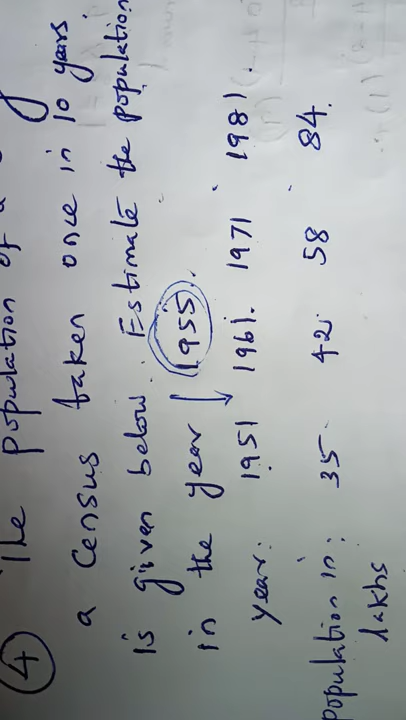 ④ The population of a
a census taken once in 10 years
is given below. Estimate the population
in the year 1955.
year: 1951 1961. 1971 1981.
population in: 35 42 58 84.
lakhs